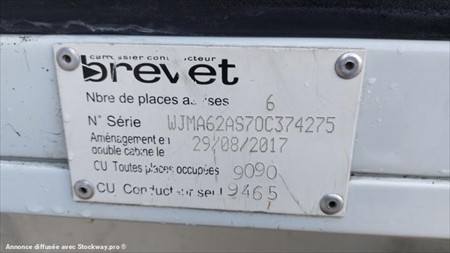 carrossier constructeur
brevet
Nbre de places assises 6
N° Série WJMA62AS70C374275
Aménagement en
double cabine le 29/08/2017
CU Toutes places occupées 9090
CU Conducteur seul 9465
Annonce diffusée avec Stockway.pro ®